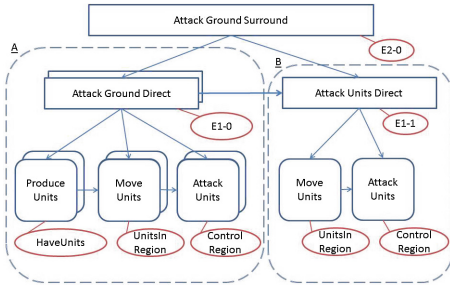 Attack Ground Surround
E2-0
A
B
Attack Ground Direct
Attack Units Direct
E1-0
E1-1
Produce
Units
Move
Units
Attack
Units
Move
Units
Attack
Units
HaveUnits
UnitsIn
Region
Control
Region
UnitsIn
Region
Control
Region